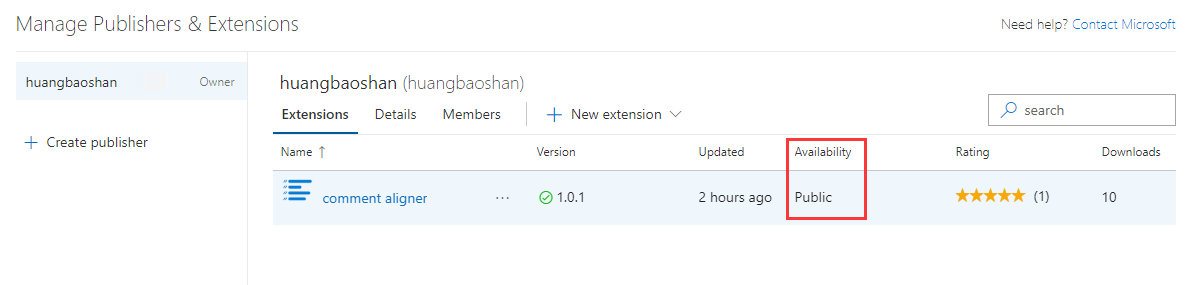 Manage Publishers & Extensions
Need help? Contact Microsoft
huangbaoshan Owner
Create publisher
huangbaoshan (huangbaoshan)
Extensions Details Members New extension
search
Name ↑ Version Updated Availability Rating Downloads
comment aligner ... 1.0.1 2 hours ago Public ★★★★★ (1) 10